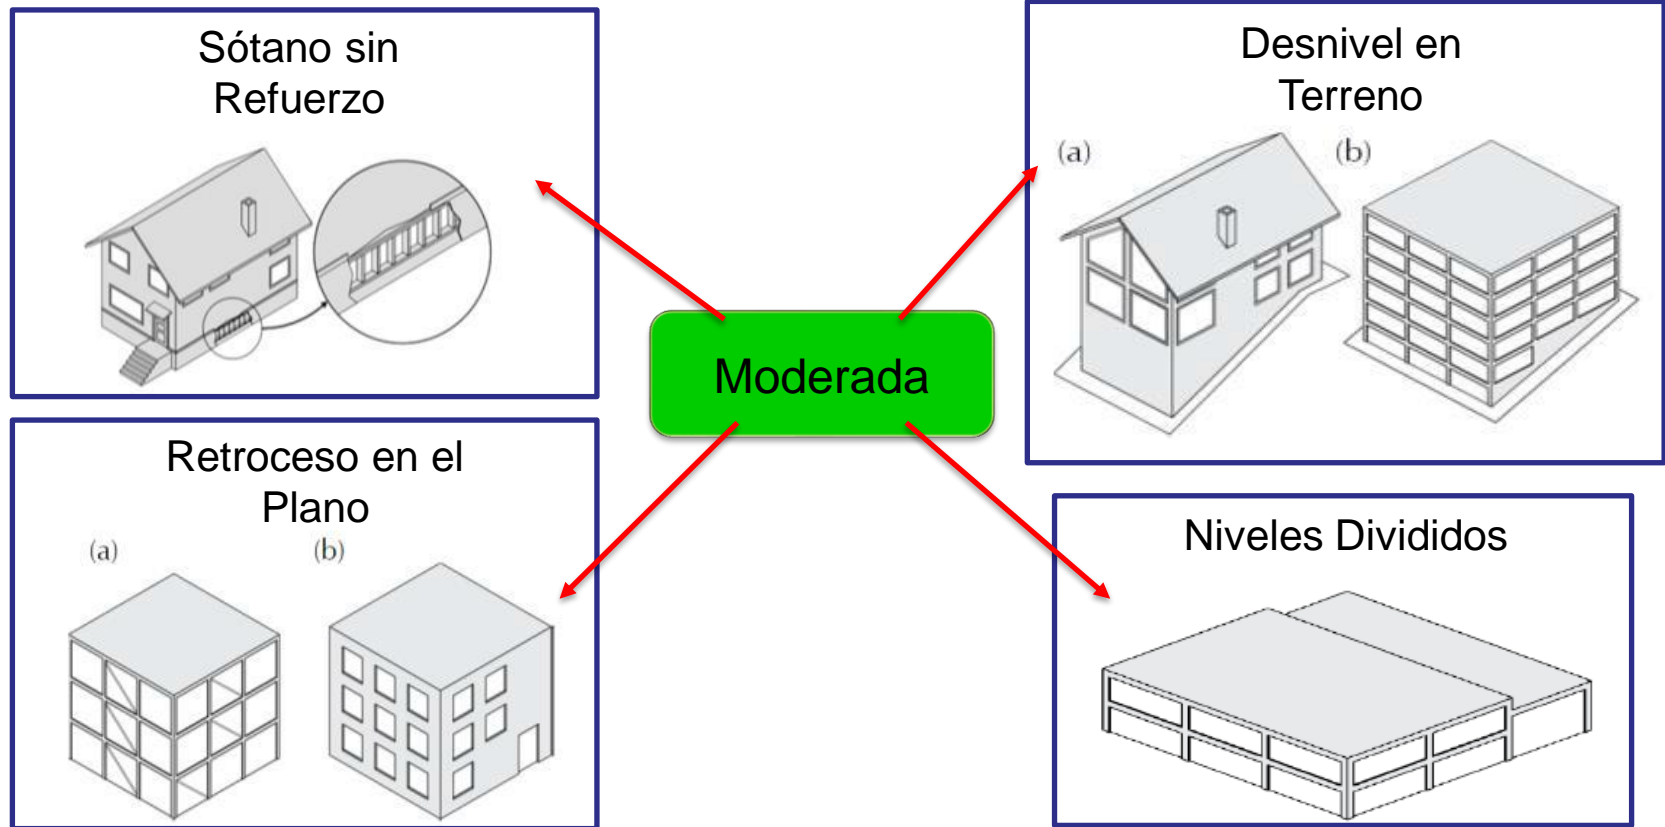 Sótano sin
Refuerzo
Desnivel en
Terreno
(a)
(b)
Moderada
Retroceso en el
Plano
(a)
(b)
Niveles Divididos